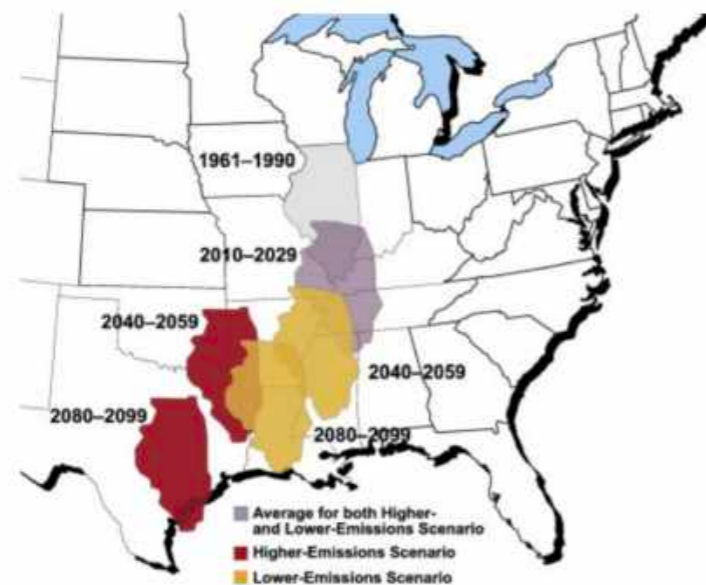 1961–1990
2010–2029
2040–2059
2040–2059
2080–2099
2080–2099
Average for both Higher-
and Lower-Emissions Scenario
Higher-Emissions Scenario
Lower-Emissions Scenario